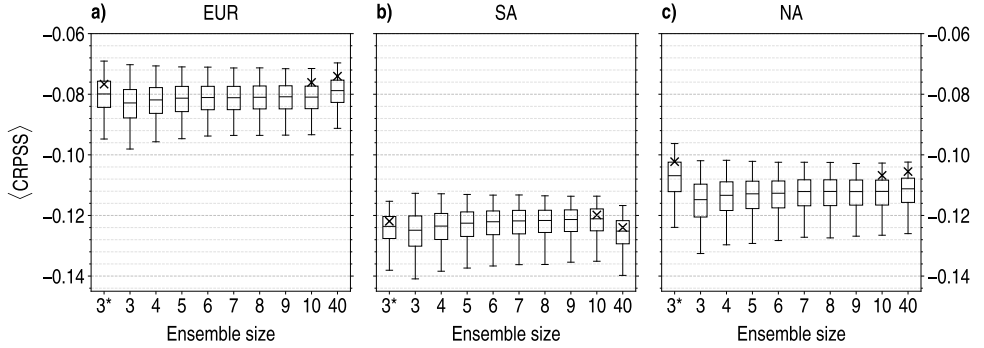 a) EUR b) SA c) NA
−0.06 −0.06
−0.08 −0.08
−0.10 −0.10
−0.12 −0.12
−0.14 −0.14
⟨CRPSS⟩
3* 3 4 5 6 7 8 9 10 40 3* 3 4 5 6 7 8 9 10 40 3* 3 4 5 6 7 8 9 10 40
Ensemble size Ensemble size Ensemble size